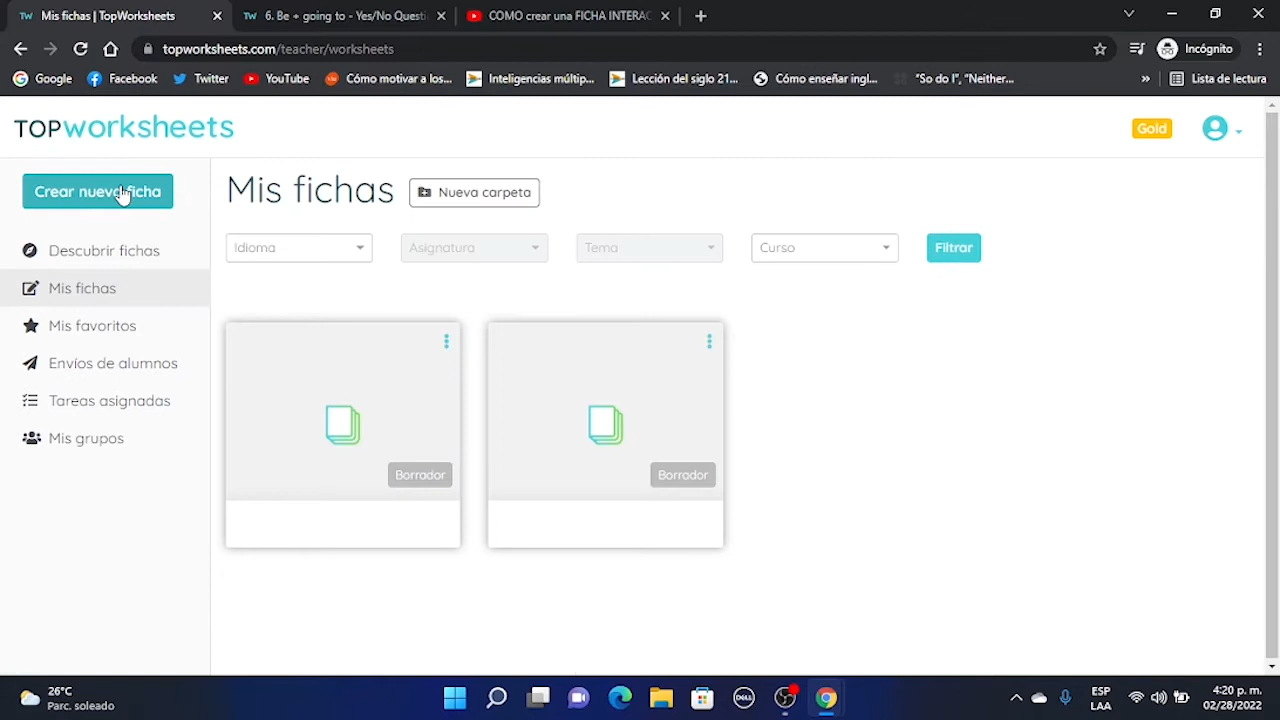 Mis fichas | TopWorksheets
6. Be + going to - Yes/No Questi
COMO crear una FICHA INTERAC
topworksheets.com/teacher/worksheets
Incógnito
Google
Facebook
Twitter
YouTube
Cómo motivar a los...
Inteligencias múltip...
Lección del siglo 21...
Cómo enseñar ingl...
"So do I", "Neither...
»
Lista de lectura
TOPworksheets
Gold
Crear nueva ficha
Mis fichas
Nueva carpeta
Idioma
Asignatura
Tema
Curso
Filtrar
Descubrir fichas
Mis fichas
Mis favoritos
Envíos de alumnos
Tareas asignadas
Mis grupos
Borrador
Borrador
26°C
Parc. soleado
DELL
ESP
LAA
4:20 p. m.
02/28/2022